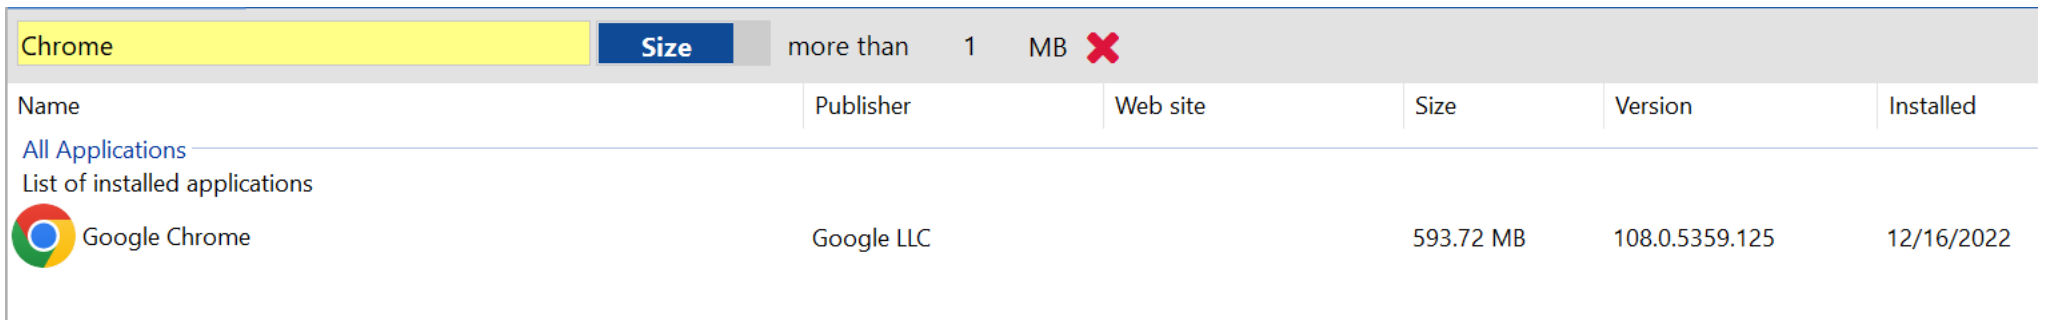 Chrome Size more than 1 MB
Name Publisher Web site Size Version Installed
All Applications
List of installed applications
Google Chrome Google LLC 593.72 MB 108.0.5359.125 12/16/2022